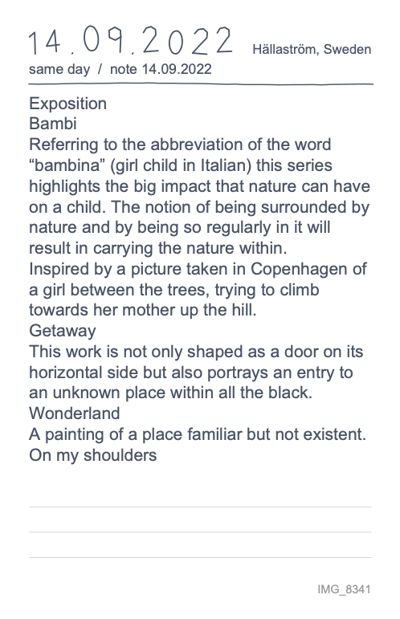 14.09.2022
Hällaström, Sweden
same day / note 14.09.2022
Exposition
Bambi
Referring to the abbreviation of the word
“bambina” (girl child in Italian) this series
highlights the big impact that nature can have
on a child. The notion of being surrounded by
nature and by being so regularly in it will
result in carrying the nature within.
Inspired by a picture taken in Copenhagen of
a girl between the trees, trying to climb
towards her mother up the hill.
Getaway
This work is not only shaped as a door on its
horizontal side but also portrays an entry to
an unknown place within all the black.
Wonderland
A painting of a place familiar but not existent.
On my shoulders
IMG_8341